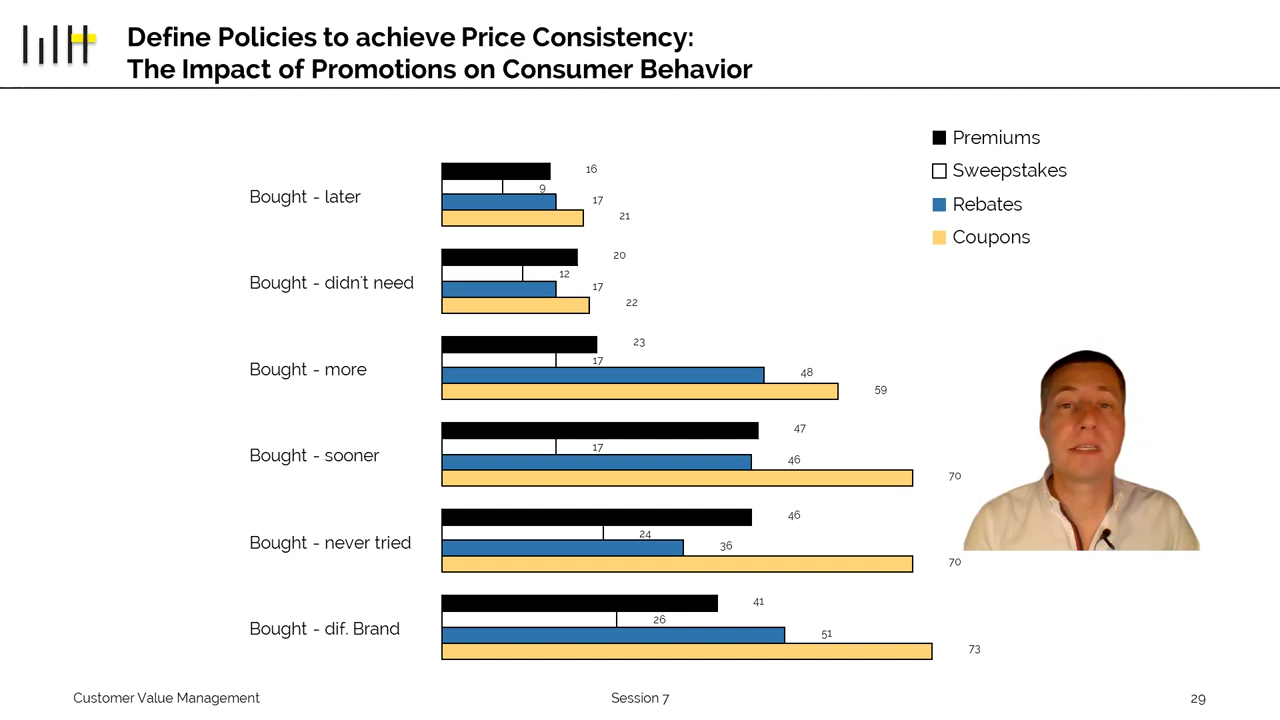 Define Policies to achieve Price Consistency:
The Impact of Promotions on Consumer Behavior
Premiums
Sweepstakes
Rebates
Coupons
Bought - later
16
9
17
21
Bought - didn't need
20
12
17
22
Bought - more
23
17
48
59
Bought - sooner
47
17
46
70
Bought - never tried
46
24
36
70
Bought - dif. Brand
41
26
51
73
Customer Value Management
Session 7
29